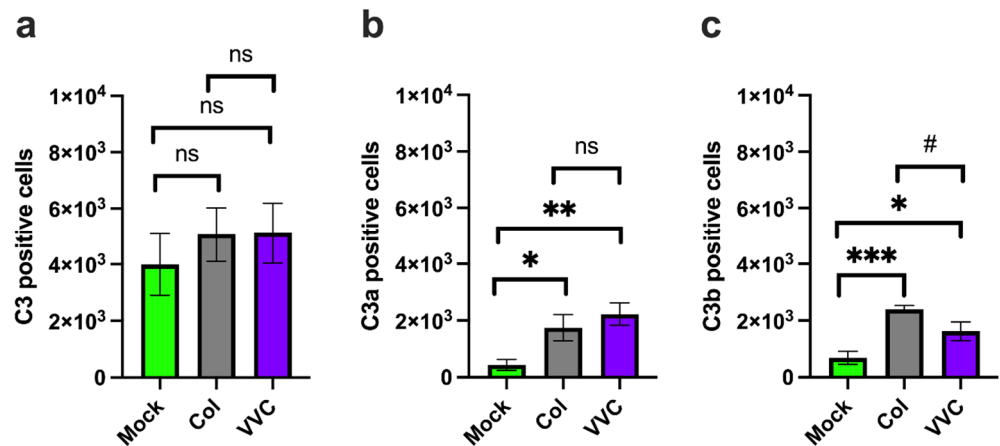 a
C3 positive cells
1×10⁴
8×10³
6×10³
4×10³
2×10³
0
ns
ns
ns
Mock
Col
VVC
b
C3a positive cells
1×10⁴
8×10³
6×10³
4×10³
2×10³
0
ns
**
*
Mock
Col
VVC
c
C3b positive cells
1×10⁴
8×10³
6×10³
4×10³
2×10³
0
#
*
***
Mock
Col
VVC